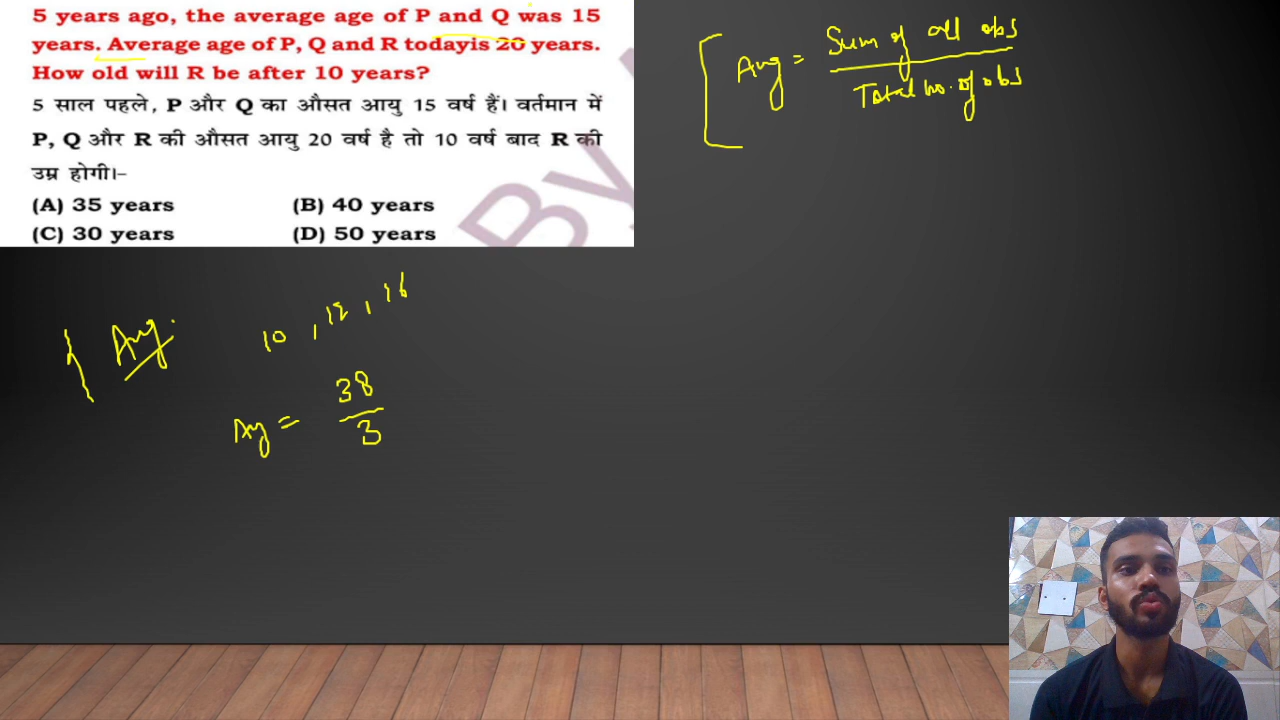 5 years ago, the average age of P and Q was 15
years. Average age of P, Q and R todayis 20 years.
How old will R be after 10 years?
5 साल पहले, P और Q का औसत आयु 15 वर्ष हैं। वर्तमान में
P, Q और R की औसत आयु 20 वर्ष है तो 10 वर्ष बाद R की
उम्र होगी।-
(A) 35 years (B) 40 years
(C) 30 years (D) 50 years
By
Avg = Sum of all obs
Total no. of obs
Avg.
10, 12, 16
Avg = 38
3